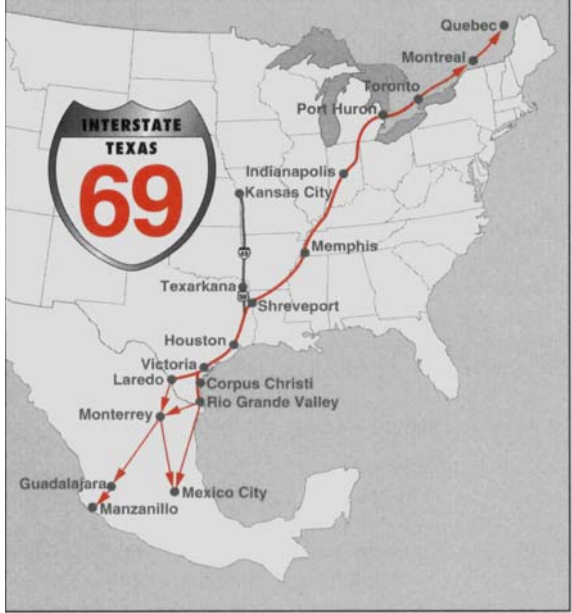 Quebec
Montreal
Toronto
Port Huron
INTERSTATE
TEXAS
69
Indianapolis
Kansas City
Memphis
Texarkana
Shreveport
Houston
Victoria
Laredo
Corpus Christi
Monterrey
Rio Grande Valley
Guadalajara
Mexico City
Manzanillo